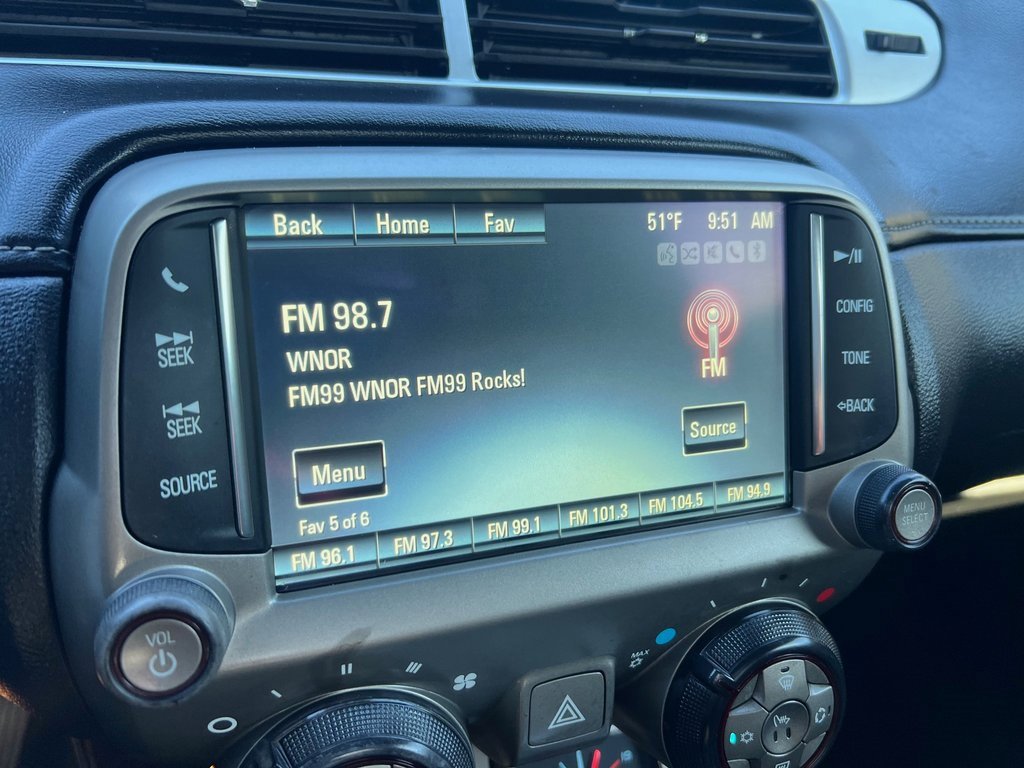 Back Home Fav 51°F 9:51 AM
FM 98.7
WNOR
FM99 WNOR FM99 Rocks!
FM
Menu
Source
Fav 5 of 6
FM 96.1 FM 97.3 FM 99.1 FM 101.3 FM 104.5 FM 94.9
SEEK
SEEK
SOURCE
CONFIG
TONE
BACK
MENU
SELECT
VOL
MAX